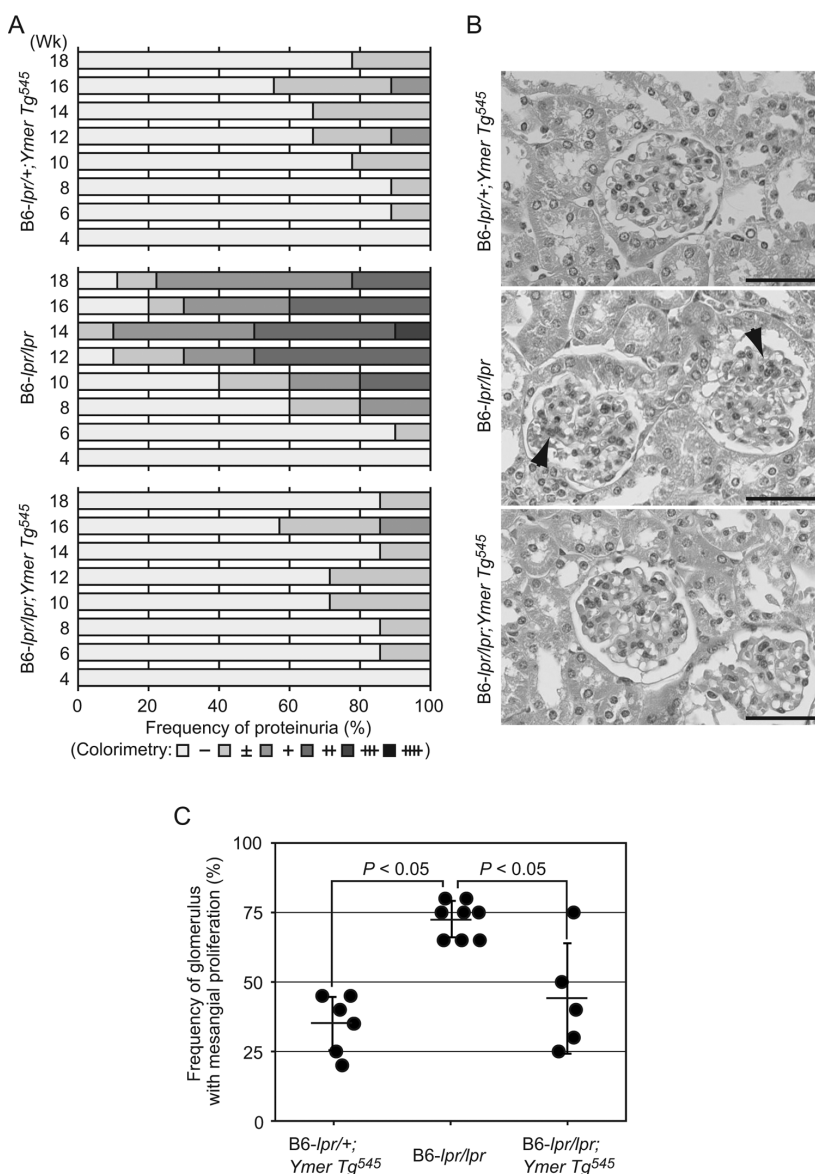 A
(Wk)
B6-lpr/+;Ymer Tg545
18
16
14
12
10
8
6
4
B6-lpr/lpr
18
16
14
12
10
8
6
4
B6-lpr/lpr;Ymer Tg545
18
16
14
12
10
8
6
4
0 20 40 60 80 100
Frequency of proteinuria (%)
(Colorimetry: − ± + ++ +++ ++++)
B
B6-lpr/+;Ymer Tg545
B6-lpr/lpr
B6-lpr/lpr;Ymer Tg545
C
Frequency of glomerulus
with mesangial proliferation (%)
100
75
50
25
0
P < 0.05 P < 0.05
B6-lpr/+;
Ymer Tg545
B6-lpr/lpr
B6-lpr/lpr;
Ymer Tg545